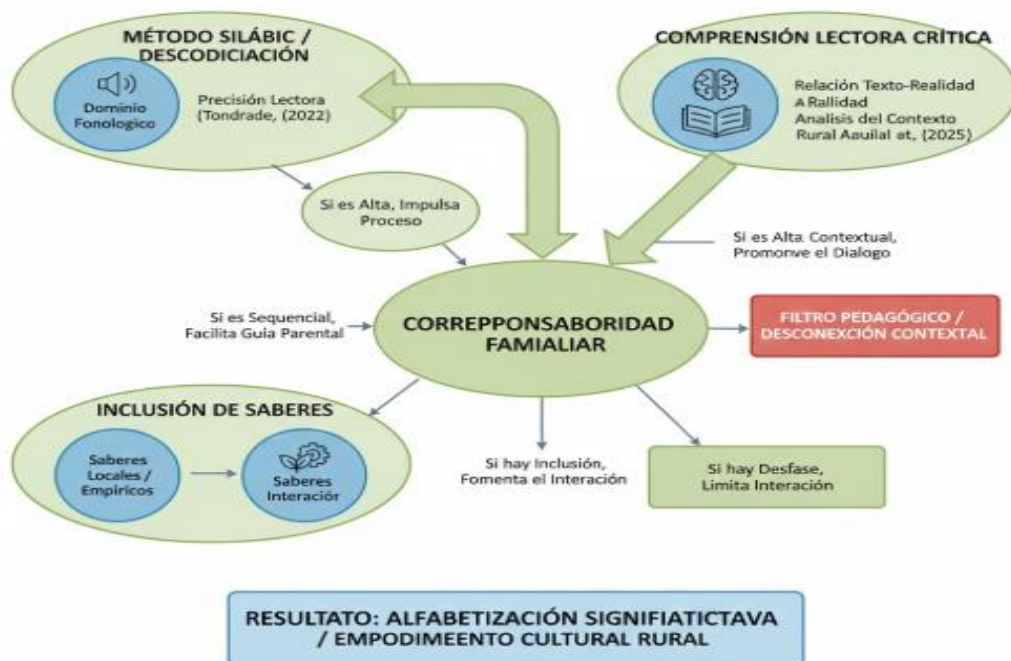 MÉTODO SILÁBIC /
DESCODICIACIÓN
Dominio
Fonologico
Precisión Lectora
(Tondrade, (2022)
COMPRENSIÓN LECTORA CRÍTICA
Relación Texto-Realidad
A Rallidad
Analisis del Contexto
Rural Aquilal et, (2025)
Si es Alta, Impulsa
Proceso
Si es Alta Contextual,
Promonve el Dialogo
Si es Sequencial,
Facilita Guia Parental
CORREPPONSABORIDAD
FAMIALIAR
FILTRO PEDAGÓGICO /
DESCONEXCIÓN CONTEXTAL
INCLUSIÓN DE SABERES
Saberes
Locales /
Empíricos
Saberes
Interaciór
Si hay Inclusión,
Fomenta el Interación
Si hay Desfase,
Limita Interación
RESULTATO: ALFABETIZACIÓN SIGNIFIATICTAVA
/ EMPODIMEENTO CULTURAL RURAL